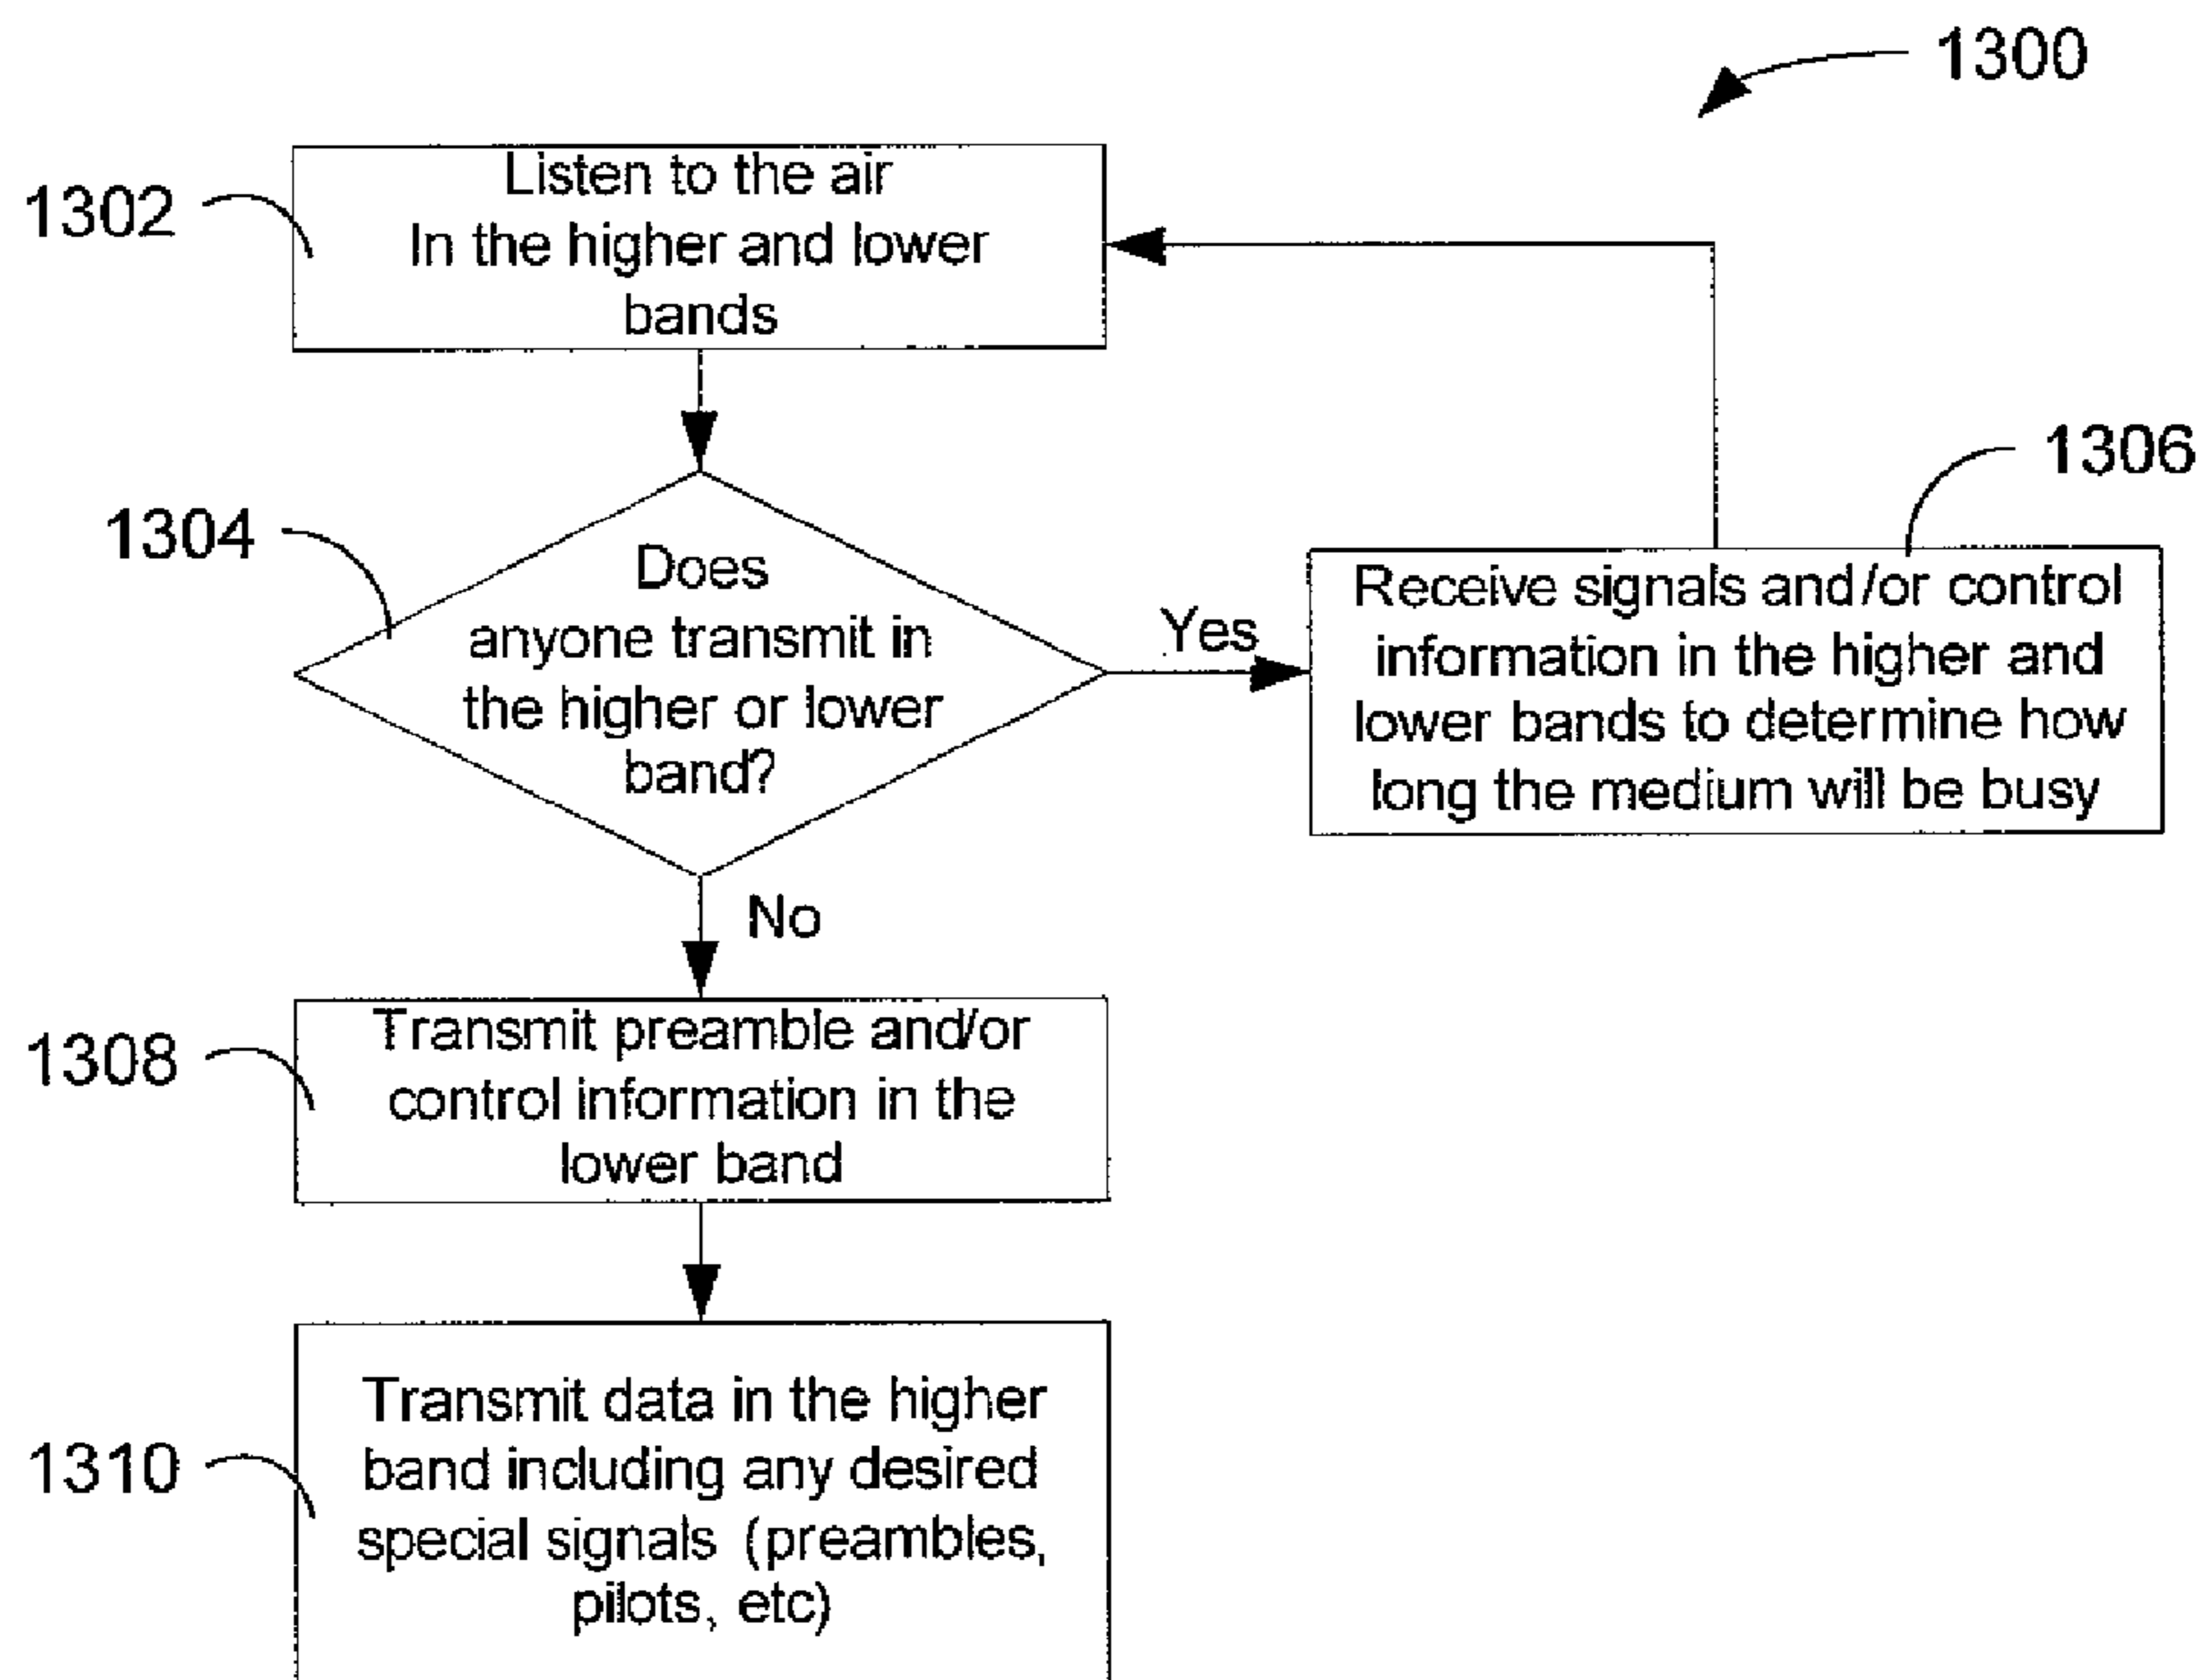 1300
1302
Listen to the air
In the higher and lower
bands
1304
Does
anyone transmit in
the higher or lower
band?
Yes
1306
Receive signals and/or control
information in the higher and
lower bands to determine how
long the medium will be busy
No
1308
Transmit preamble and/or
control information in the
lower band
1310
Transmit data in the higher
band including any desired
special signals (preambles,
pilots, etc)